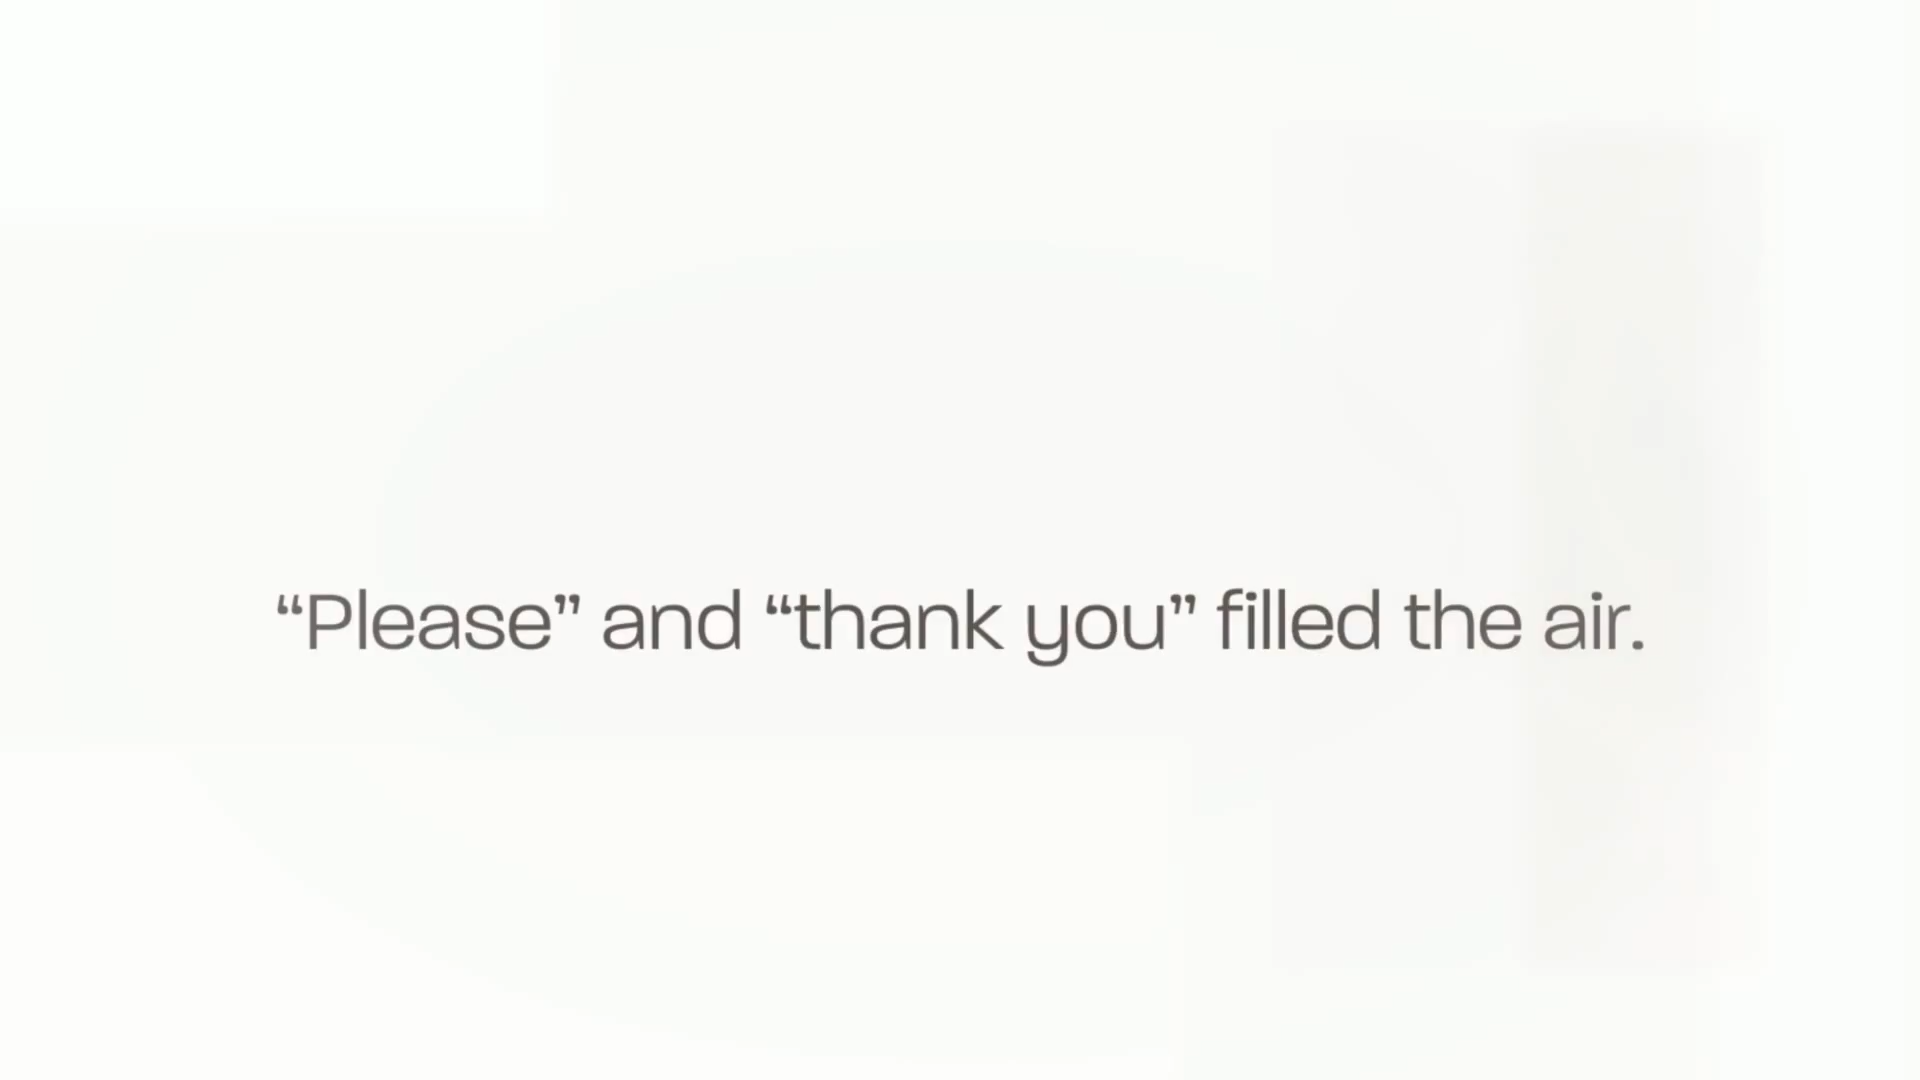 “Please” and “thank you” filled the air.